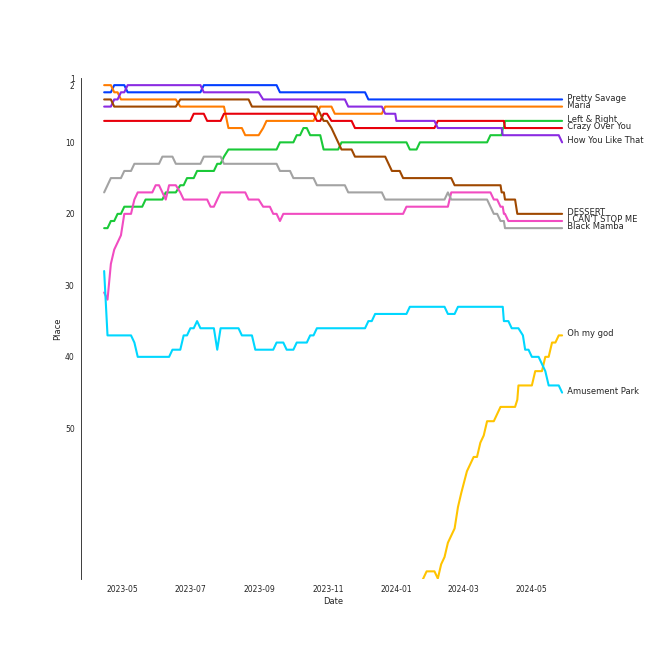 1
2
10
20
30
40
50
Place
Pretty Savage
Maria
Left & Right
Crazy Over You
How You Like That
DESSERT
I CAN'T STOP ME
Black Mamba
Oh my god
Amusement Park
2023-05
2023-07
2023-09
2023-11
2024-01
2024-03
2024-05
Date